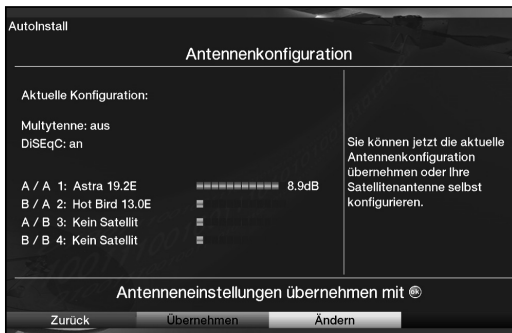 AutoInstall
Antennenkonfiguration
Aktuelle Konfiguration:
Multytenne: aus
DiSEqC: an
A / A 1: Astra 19.2E 8.9dB
B / A 2: Hot Bird 13.0E
A / B 3: Kein Satellit
B / B 4: Kein Satellit
Sie können jetzt die aktuelle
Antennenkonfiguration
übernehmen oder Ihre
Satellitenantenne selbst
konfigurieren.
Antenneneinstellungen übernehmen mit ok
Zurück Übernehmen Ändern